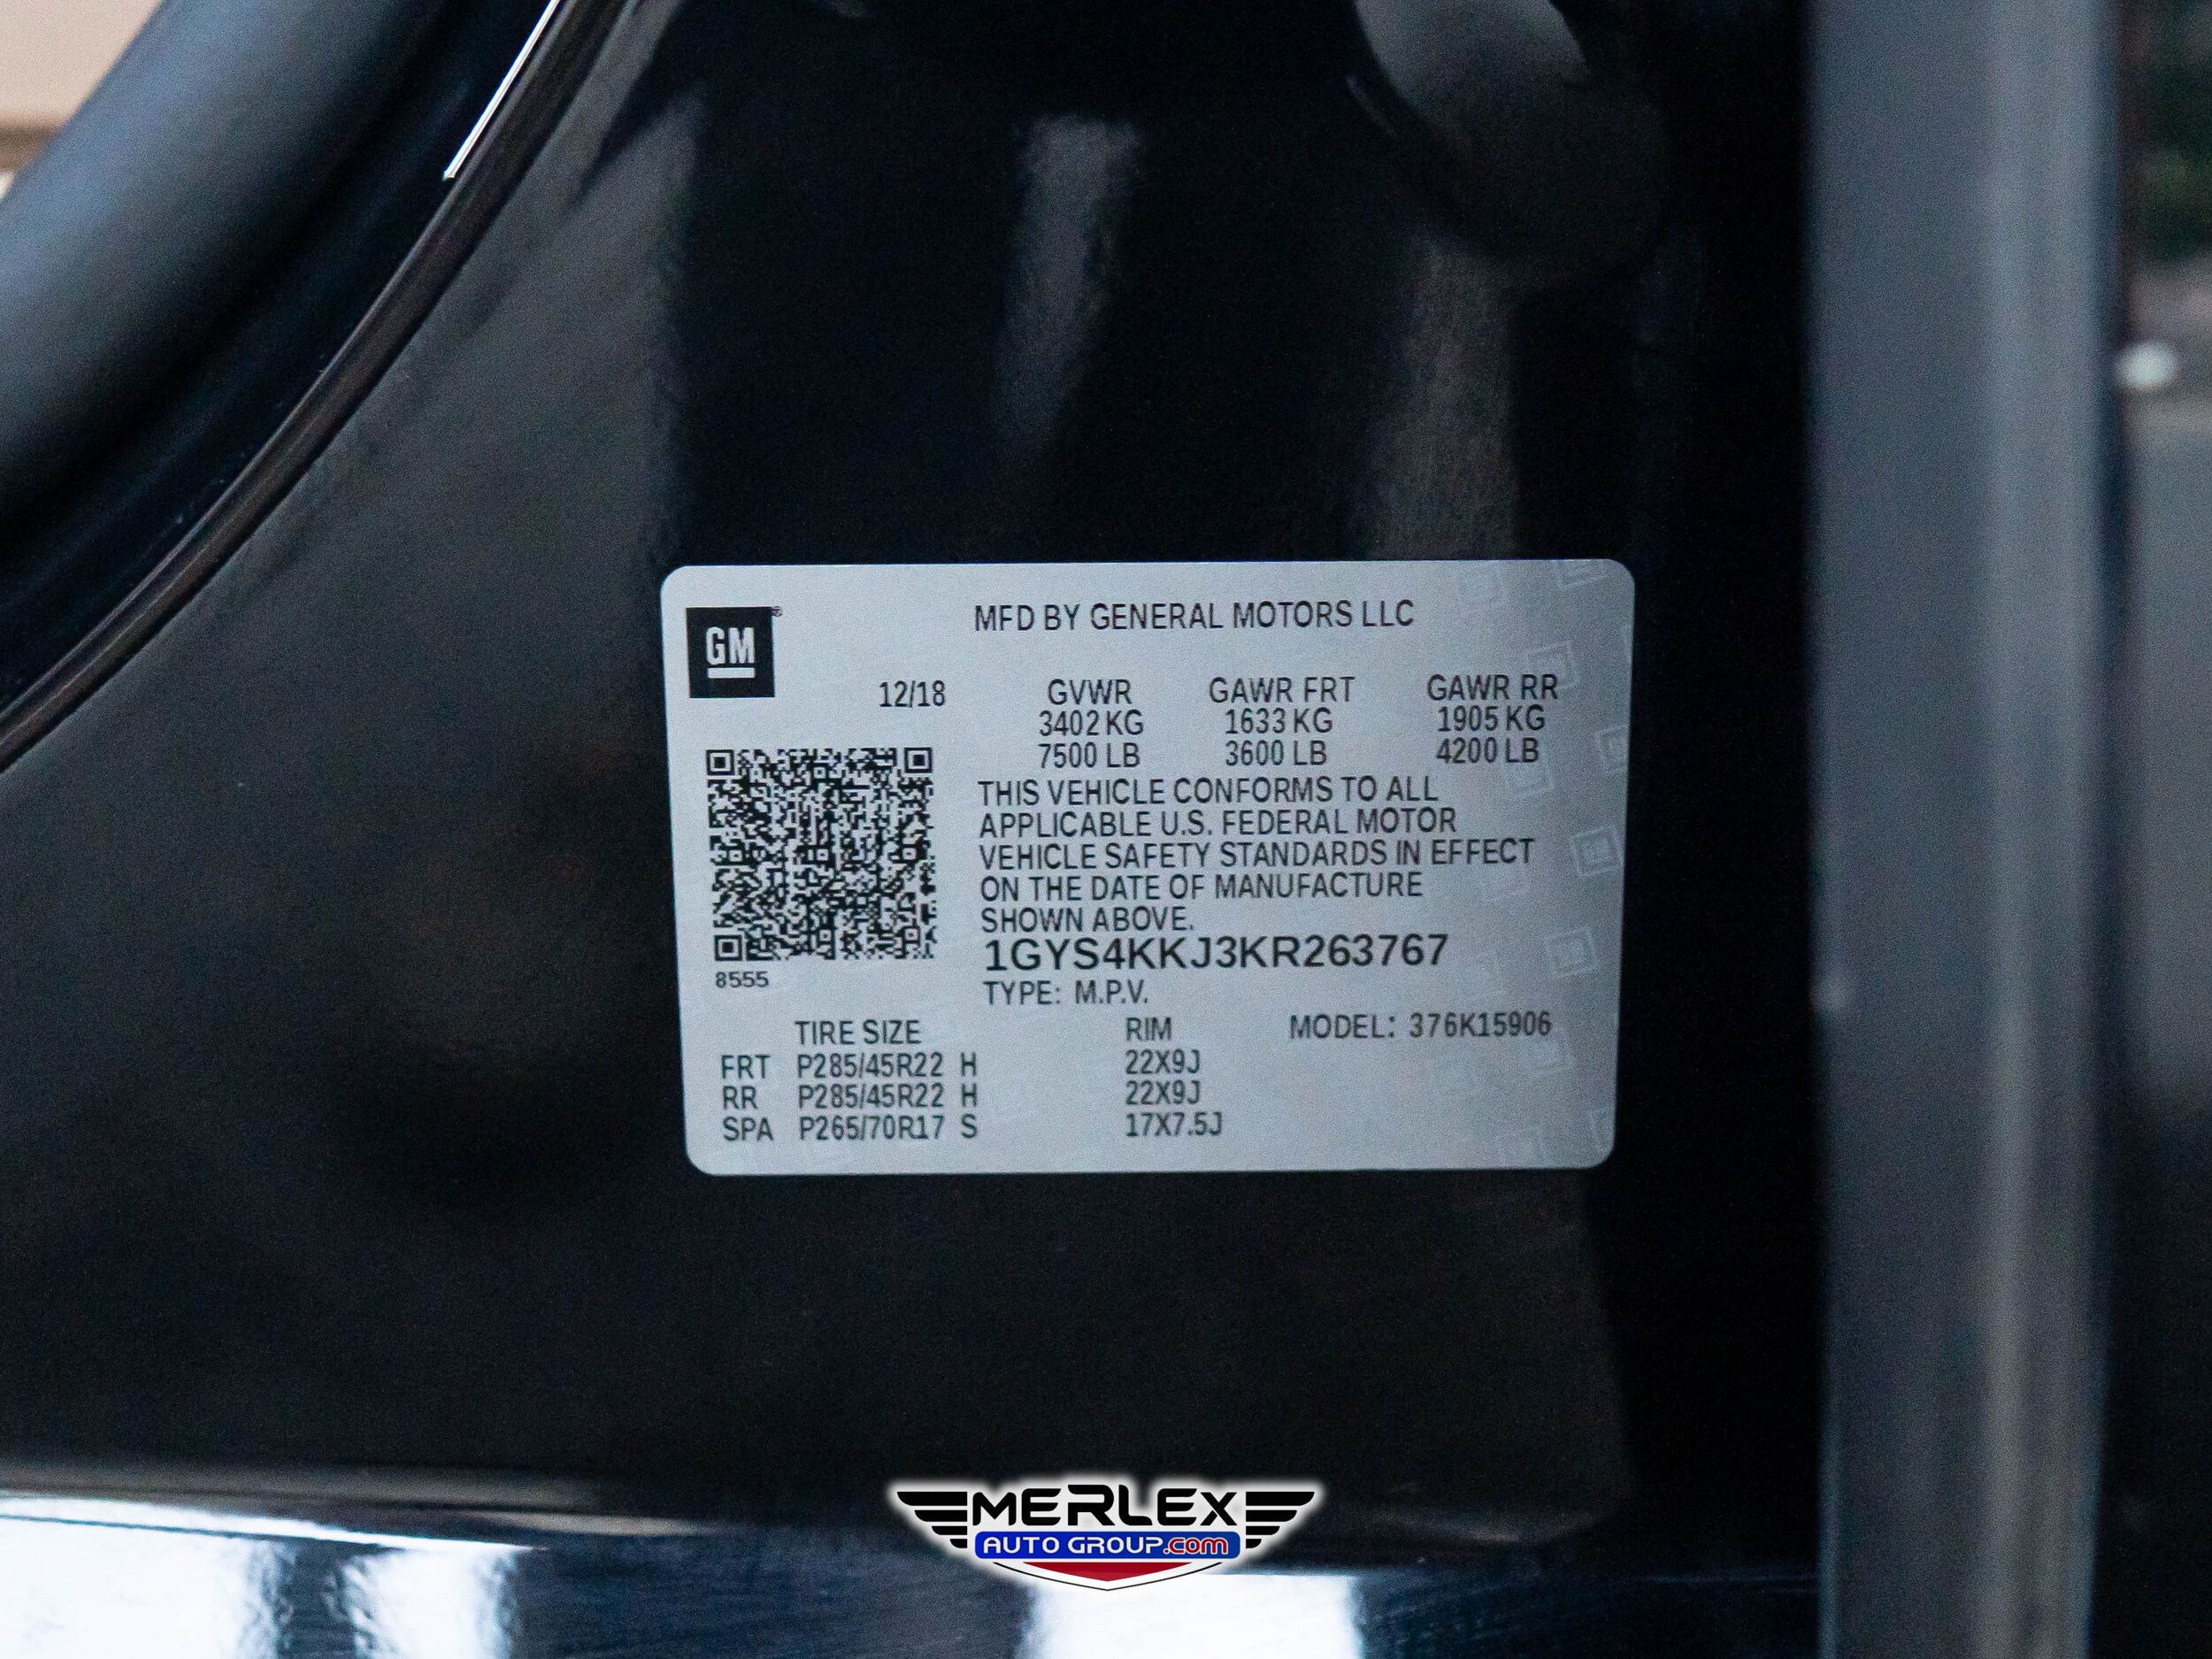 GM
®
MFD BY GENERAL MOTORS LLC
12/18 GVWR GAWR FRT GAWR RR
3402 KG 1633 KG 1905 KG
7500 LB 3600 LB 4200 LB
THIS VEHICLE CONFORMS TO ALL
APPLICABLE U.S. FEDERAL MOTOR
VEHICLE SAFETY STANDARDS IN EFFECT
ON THE DATE OF MANUFACTURE
SHOWN ABOVE.
1GYS4KKJ3KR263767
8555
TYPE: M.P.V.
TIRE SIZE RIM MODEL: 376K15906
FRT P285/45R22 H 22X9J
RR P285/45R22 H 22X9J
SPA P265/70R17 S 17X7.5J
MERLEX
AUTO GROUP.com